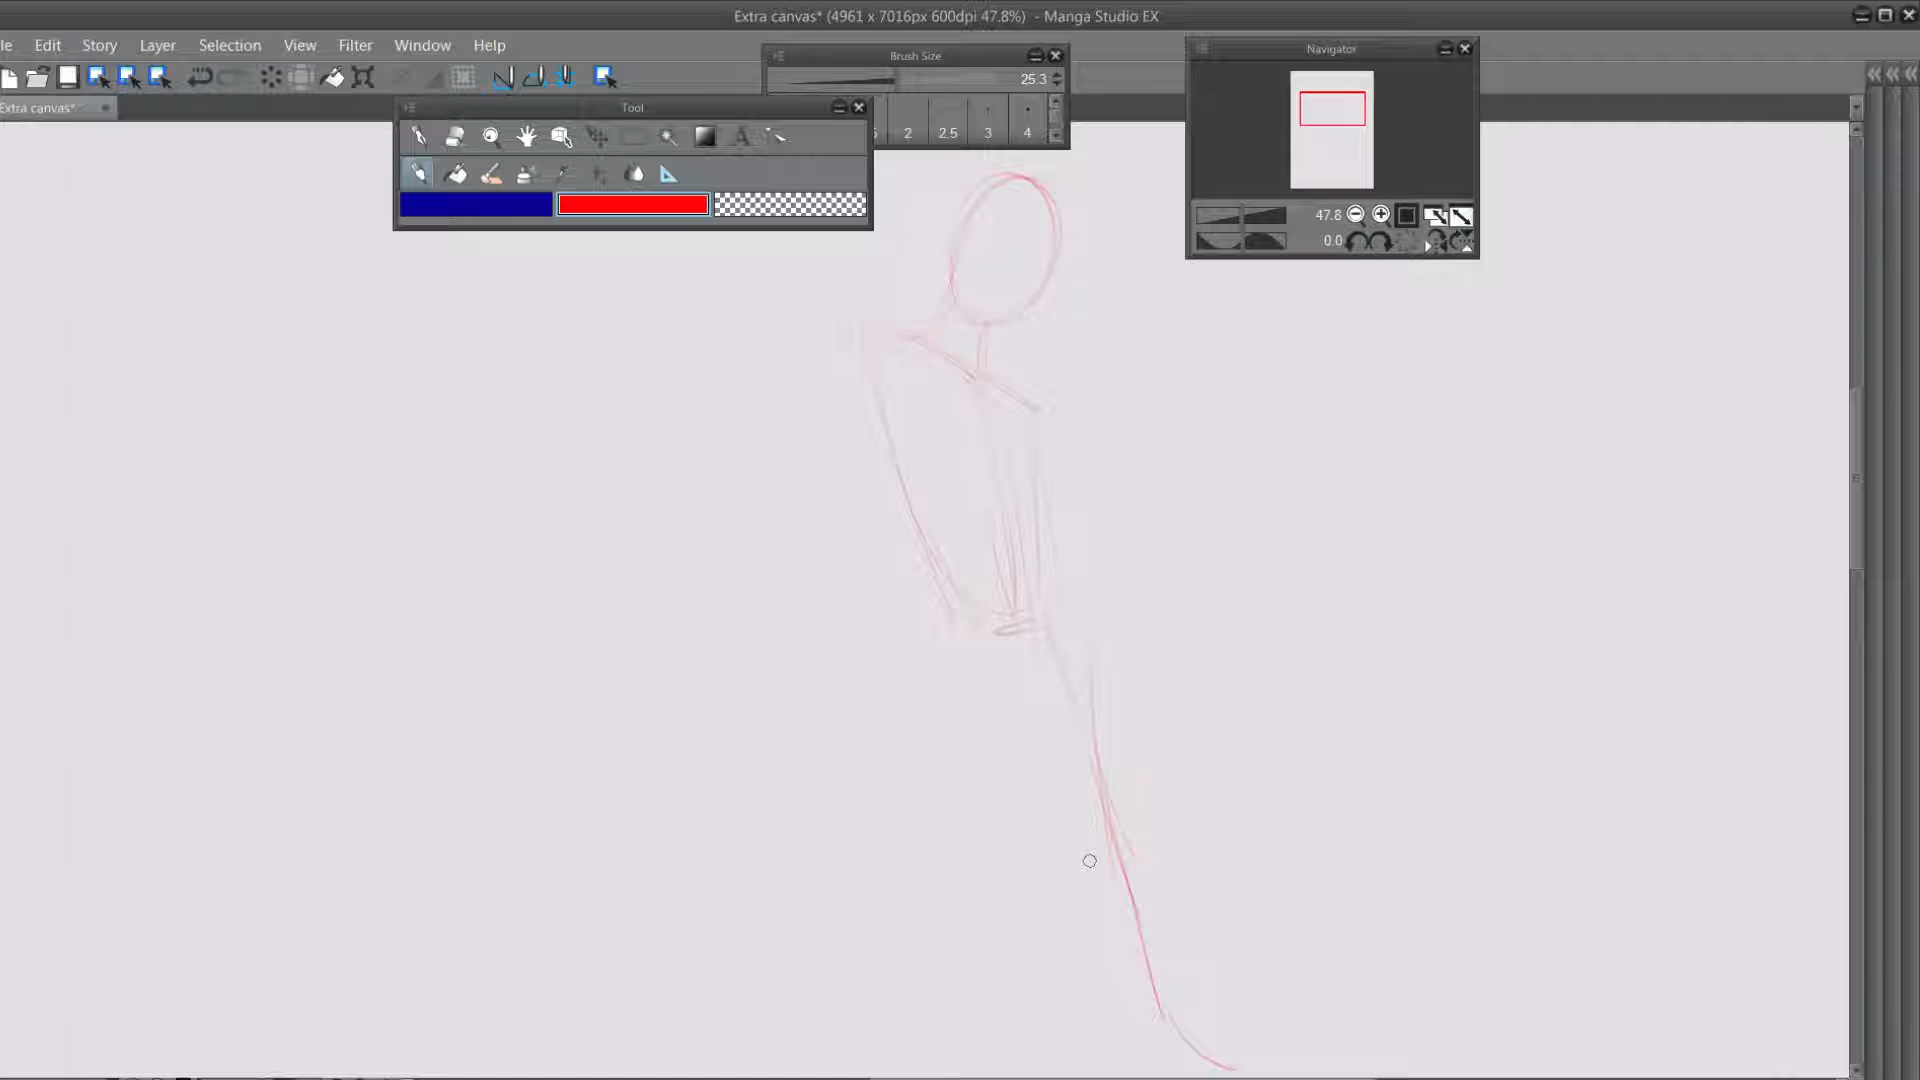 Extra canvas* (4961 x 7016px 600dpi 47.8%) - Manga Studio EX
le Edit Story Layer Selection View Filter Window Help
Brush Size
25.3
Navigator
Extra canvas*
Tool
2 2.5 3 4
47.8
0.0